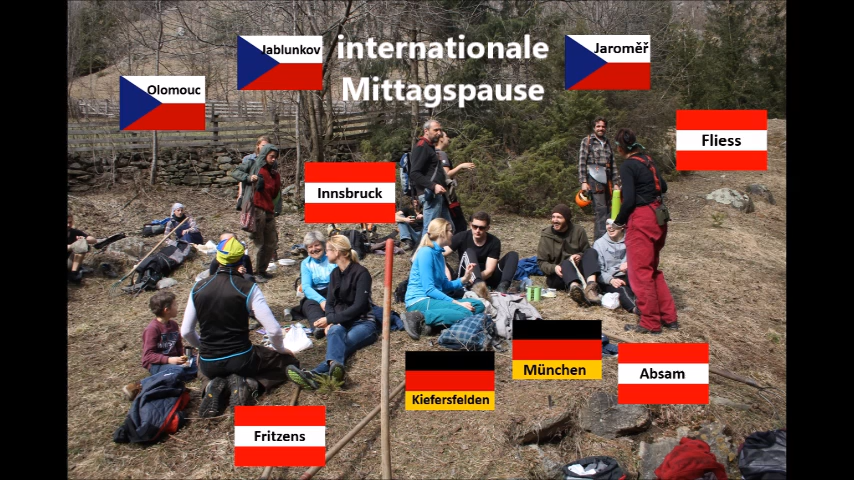 Jablunkov
internationale
Mittagspause
Jaroměř
Olomouc
Fliess
Innsbruck
München
Absam
Kiefersfelden
Fritzens